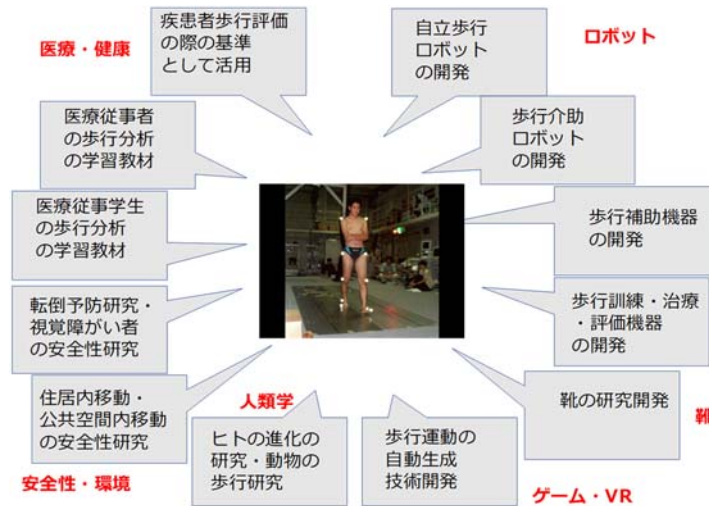 医療・健康
疾患者歩行評価
の際の基準
として活用
自立歩行
ロボット
の開発
ロボット
医療従事者
の歩行分析
の学習教材
歩行介助
ロボット
の開発
医療従事学生
の歩行分析
の学習教材
歩行補助機器
の開発
転倒予防研究・
視覚障がい者
の安全性研究
歩行訓練・治療
・評価機器
の開発
住居内移動・
公共空間内移動
の安全性研究
人類学
ヒトの進化の
研究・動物の
歩行研究
歩行運動の
自動生成
技術開発
靴の研究開発
靴
安全性・環境
ゲーム・VR